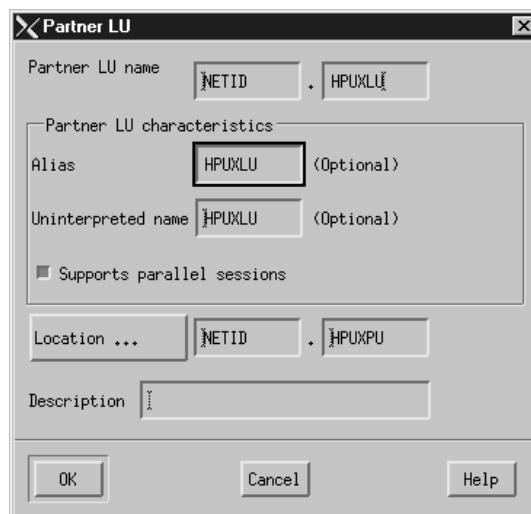 Partner LU
Partner LU name NETID . HPUXLU
Partner LU characteristics
Alias HPUXLU (Optional)
Uninterpreted name HPUXLU (Optional)
Supports parallel sessions
Location ... NETID . HPUXPU
Description
OK Cancel Help